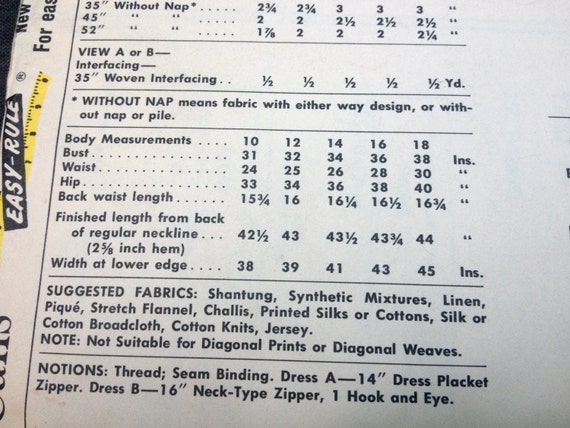 New
For eas
EASY-RULE ®
35" Without Nap* ..... 2¾ 2¾ 3 3 3 "
45" " " ..... 2 2 2½ 2½ 2½ "
52" " " ..... 1⅞ 2 2 2 2¼ "
VIEW A or B—
Interfacing—
35" Woven Interfacing .. ½ ½ ½ ½ ½ Yd.
* WITHOUT NAP means fabric with either way design, or with-
out nap or pile.
Body Measurements .... 10 12 14 16 18
Bust .............. 31 32 34 36 38 Ins.
Waist .............. 24 25 26 28 30 "
Hip ............... 33 34 36 38 40 "
Back waist length ....... 15¾ 16 16¼ 16½ 16¾ "
Finished length from back
of regular neckline ... 42½ 43 43½ 43¾ 44 "
(2⅝ inch hem)
Width at lower edge ..... 38 39 41 43 45 Ins.
SUGGESTED FABRICS: Shantung, Synthetic Mixtures, Linen,
Piqué, Stretch Flannel, Challis, Printed Silks or Cottons, Silk or
Cotton Broadcloth, Cotton Knits, Jersey.
NOTE: Not Suitable for Diagonal Prints or Diagonal Weaves.
NOTIONS: Thread; Seam Binding. Dress A—14" Dress Placket
Zipper. Dress B—16" Neck-Type Zipper, 1 Hook and Eye.